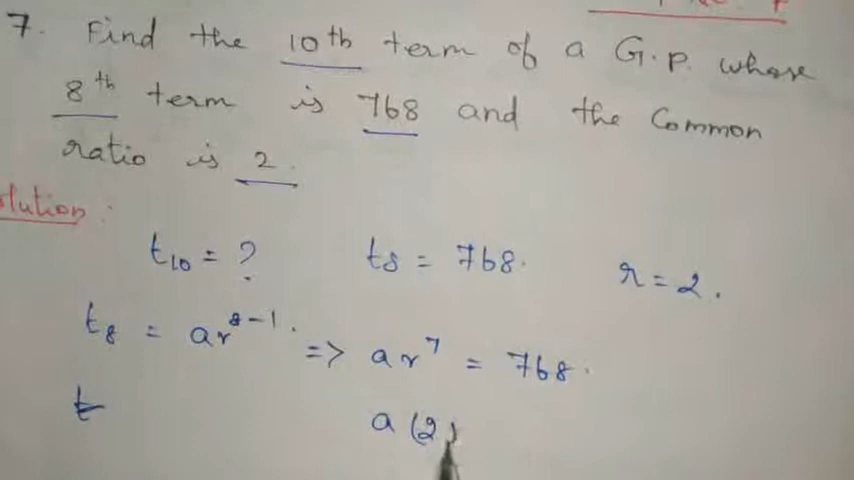 7. Find the 10th term of a G.P. whose
8th term is 768 and the Common
ratio is 2.
lution :
t10 = ? t8 = 768. r = 2.
t8 = ar^8-1. => ar^7 = 768.
t a (2)